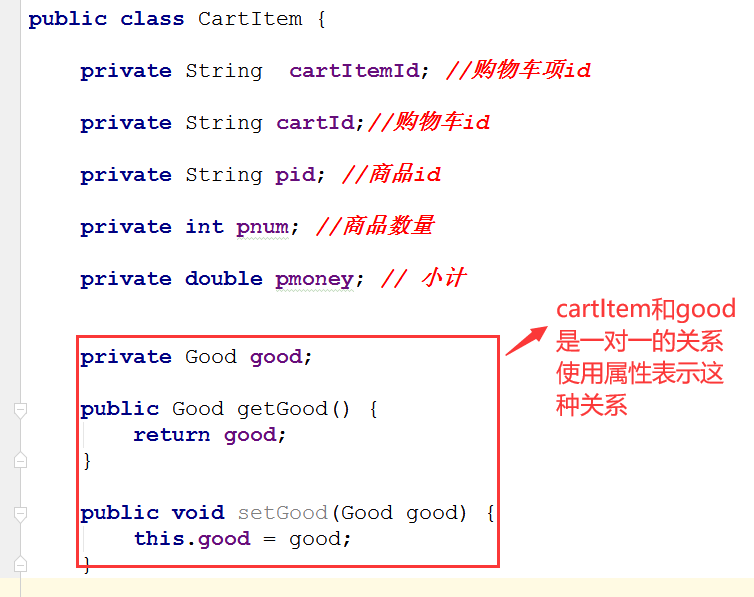 public class CartItem {
private String  cartItemId; //购物车项id
private String cartId;//购物车id
private String pid; //商品id
private int pnum; //商品数量
private double pmoney; // 小计
private Good good;
public Good getGood() {
return good;
}
public void setGood(Good good) {
this.good = good;
}
cartItem和good
是一对一的关系
使用属性表示这
种关系